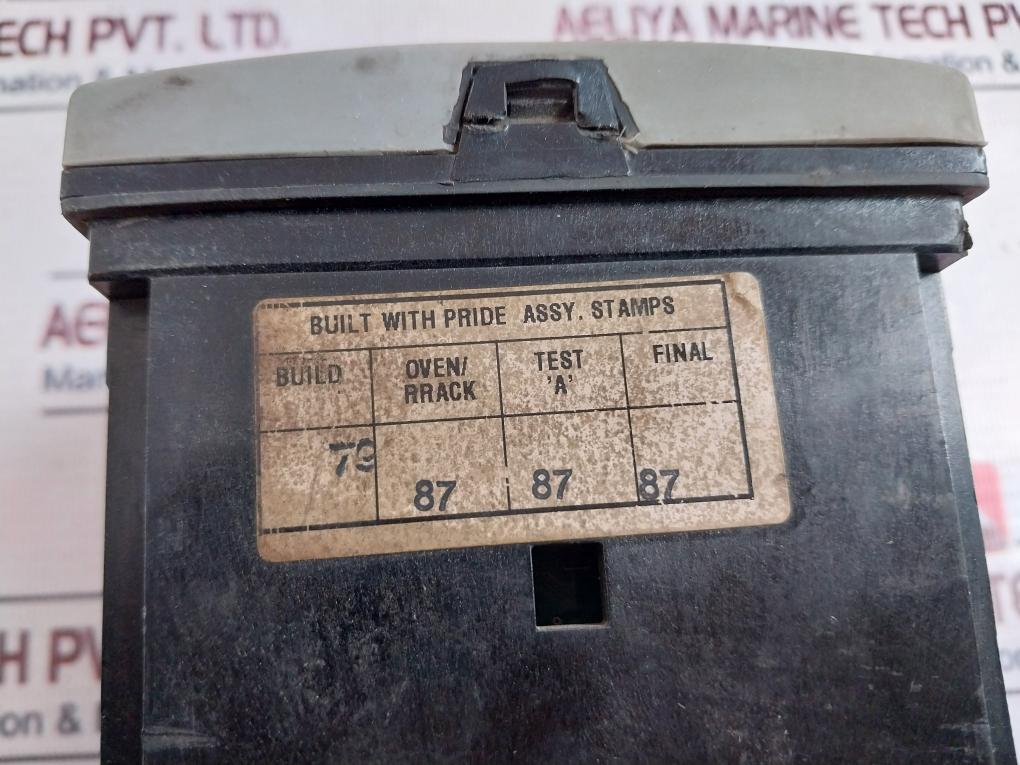 ECH PVT. LTD.
AELIYA MARINE TECH PV
BUILT WITH PRIDE ASSY. STAMPS
BUILD
OVEN/
RRACK
TEST
'A'
FINAL
79
87
87
87